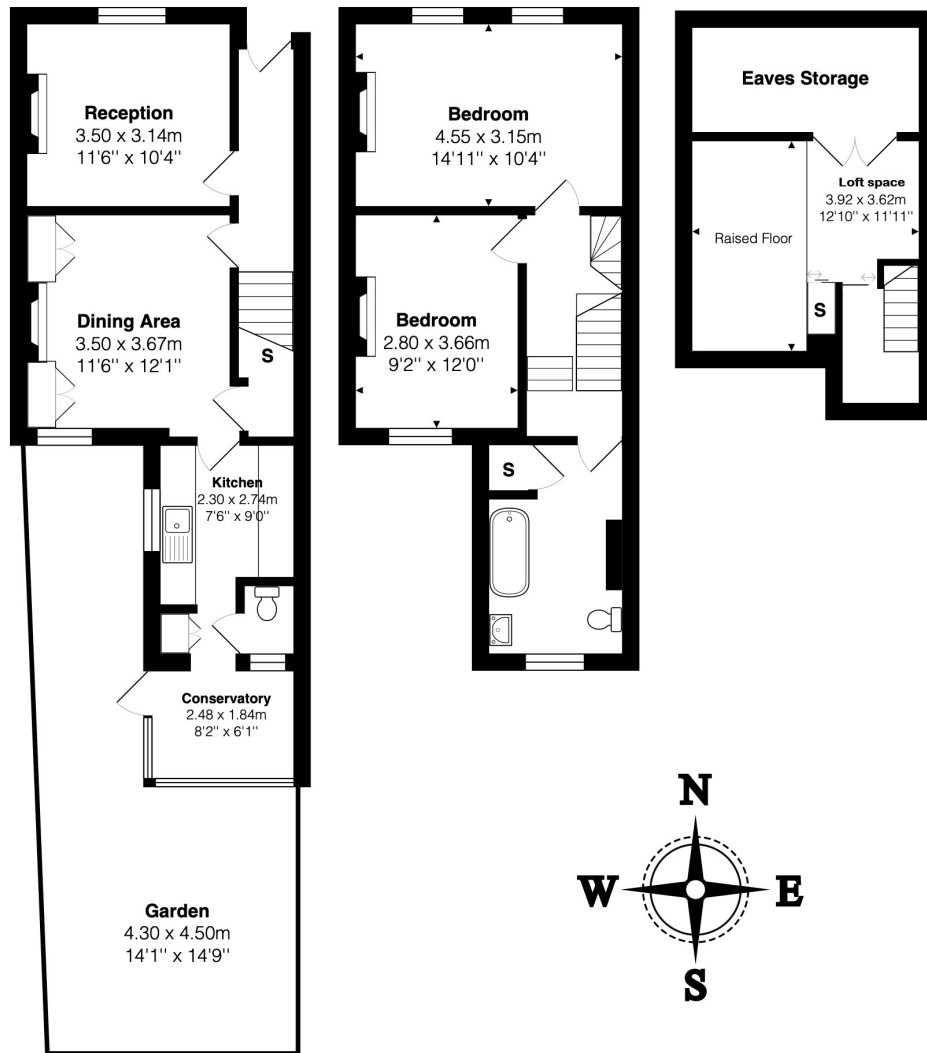 Reception
3.50 x 3.14m
11'6'' x 10'4''
Dining Area
3.50 x 3.67m
11'6'' x 12'1''
S
Kitchen
2.30 x 2.74m
7'6'' x 9'0''
Conservatory
2.48 x 1.84m
8'2'' x 6'1''
Garden
4.30 x 4.50m
14'1'' x 14'9''
Bedroom
4.55 x 3.15m
14'11'' x 10'4''
Bedroom
2.80 x 3.66m
9'2'' x 12'0''
S
Eaves Storage
Loft space
3.92 x 3.62m
12'10'' x 11'11''
Raised Floor
S
N
W
E
S